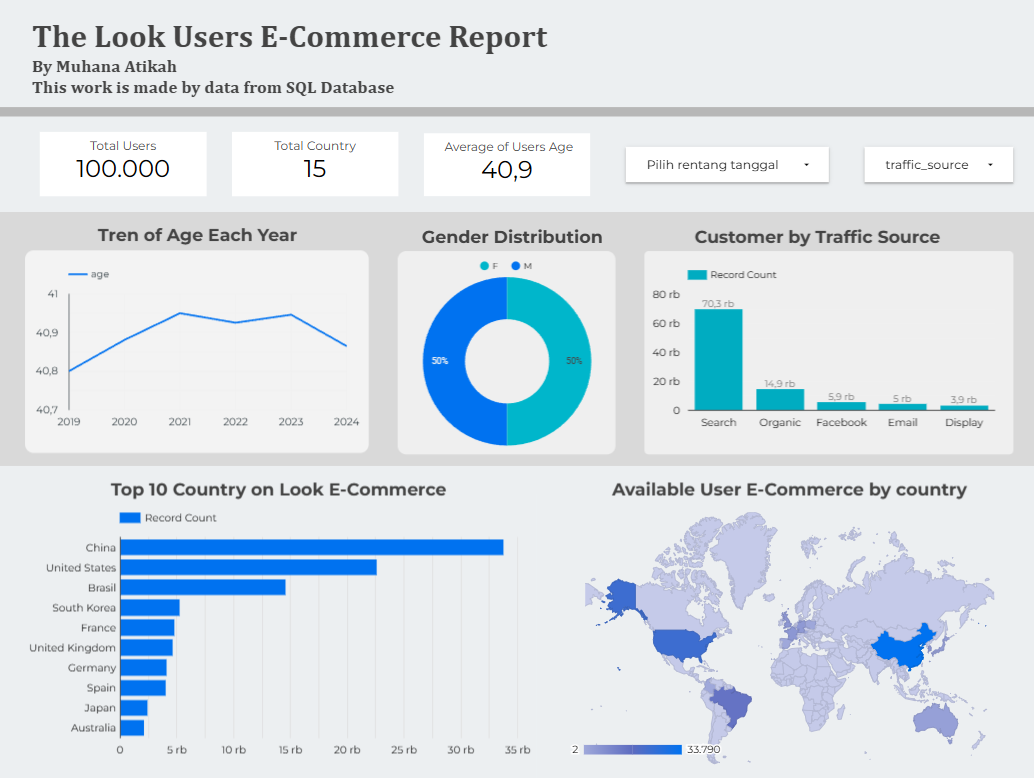 The Look Users E-Commerce Report
By Muhana Atikah
This work is made by data from SQL Database
Total Users
100.000
Total Country
15
Average of Users Age
40,9
Pilih rentang tanggal
traffic_source
Tren of Age Each Year
age
41
40,9
40,8
40,7
2019 2020 2021 2022 2023 2024
Gender Distribution
F M
50% 50%
Customer by Traffic Source
Record Count
80 rb
60 rb
40 rb
20 rb
0
70,3 rb
14,9 rb
5,9 rb
5 rb
3,9 rb
Search Organic Facebook Email Display
Top 10 Country on Look E-Commerce
Record Count
China
United States
Brasil
South Korea
France
United Kingdom
Germany
Spain
Japan
Australia
0 5 rb 10 rb 15 rb 20 rb 25 rb 30 rb 35 rb
Available User E-Commerce by country
2 33.790